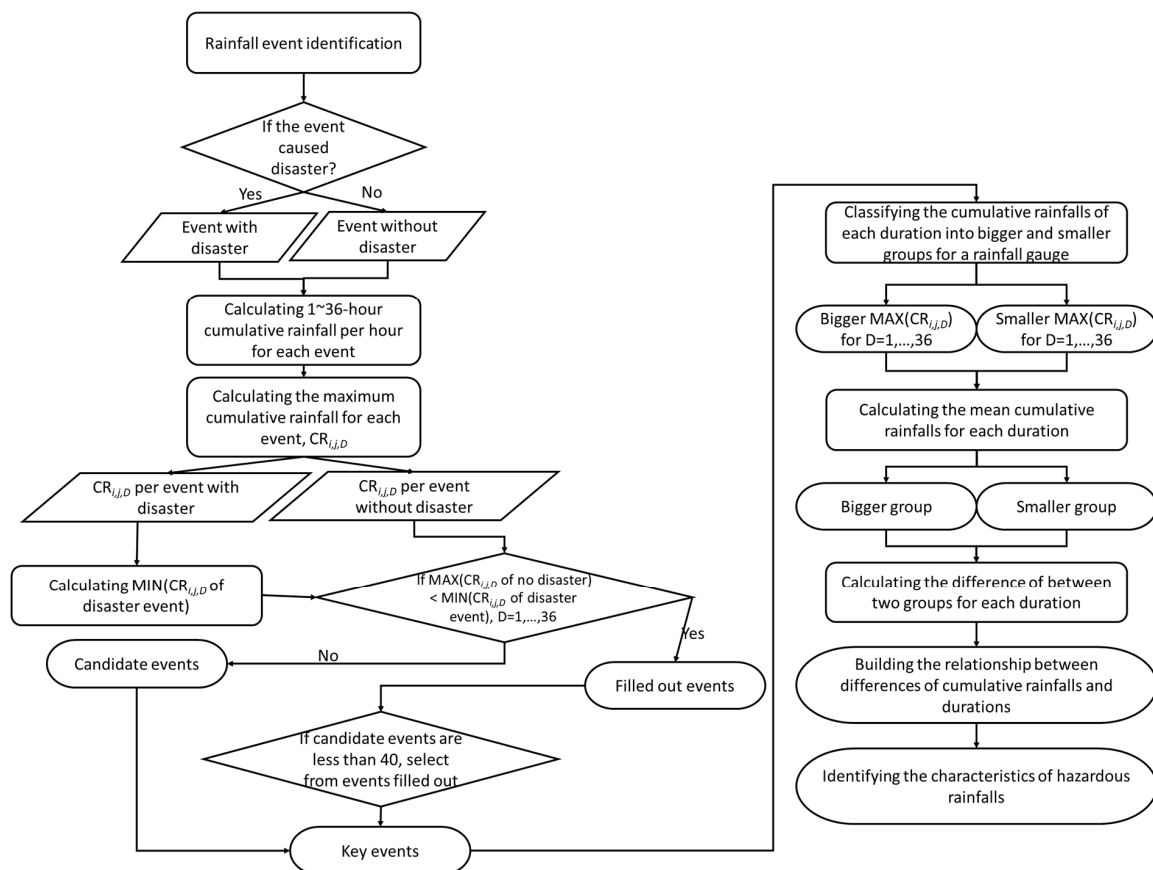 Rainfall event identification
If the event
caused
disaster?
Yes
No
Event with
disaster
Event without
disaster
Calculating 1~36-hour
cumulative rainfall per hour
for each event
Calculating the maximum
cumulative rainfall for each
event, CRi,j,D
CRi,j,D per event with
disaster
CRi,j,D per event
without disaster
Calculating MIN(CRi,j,D of
disaster event)
If MAX(CRi,j,D of no disaster)
< MIN(CRi,j,D of disaster
event), D=1,...,36
No
Yes
Candidate events
Filled out events
If candidate events are
less than 40, select
from events filled out
Key events
Classifying the cumulative rainfalls of
each duration into bigger and smaller
groups for a rainfall gauge
Bigger MAX(CRi,j,D)
for D=1,...,36
Smaller MAX(CRi,j,D)
for D=1,...,36
Calculating the mean cumulative
rainfalls for each duration
Bigger group
Smaller group
Calculating the difference of between
two groups for each duration
Building the relationship between
differences of cumulative rainfalls and
durations
Identifying the characteristics of hazardous
rainfalls